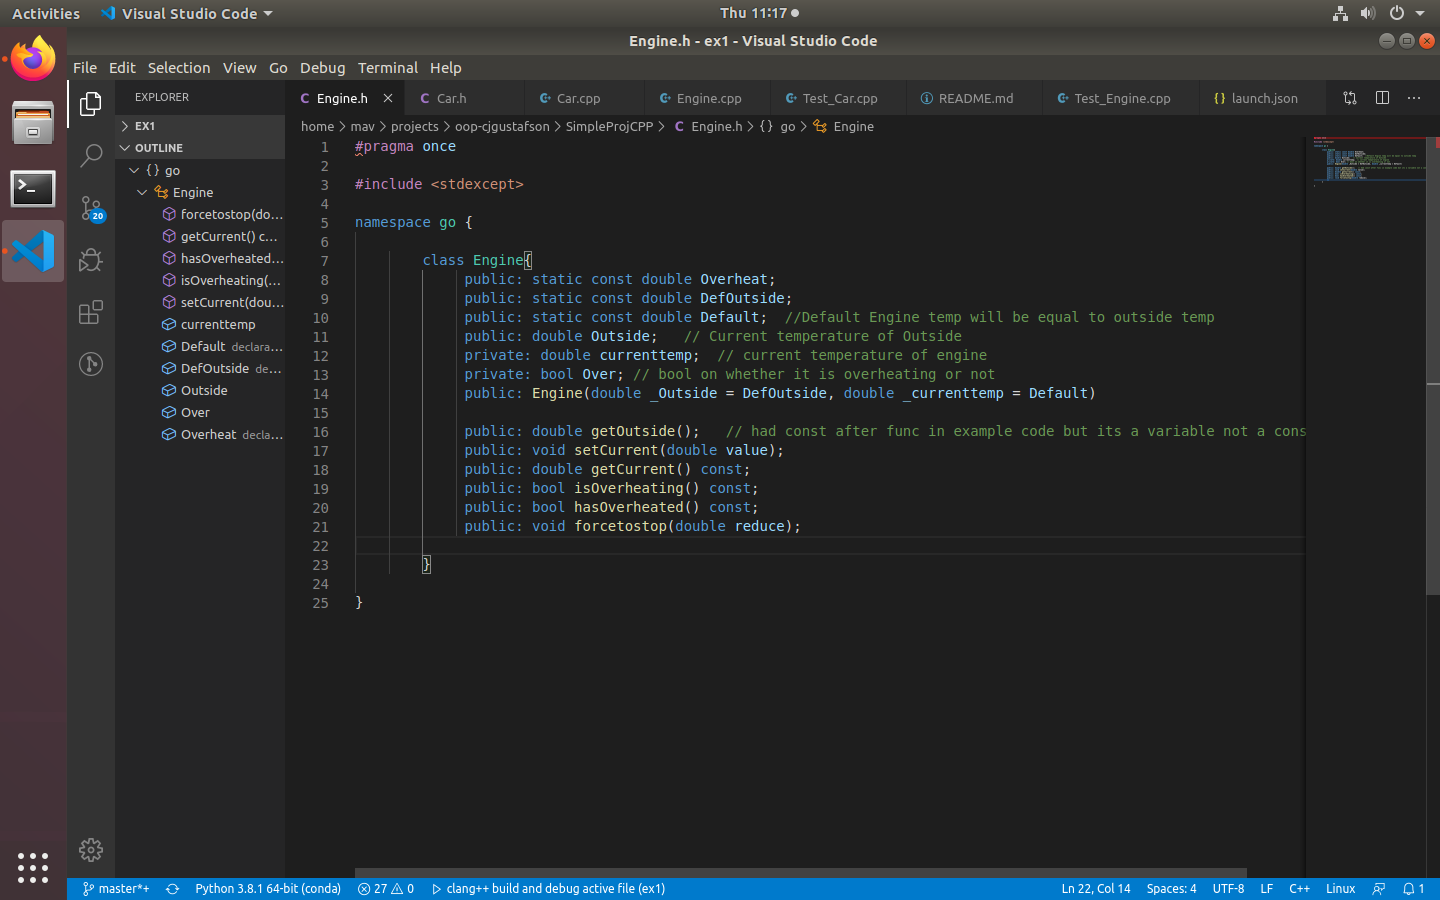 Activities Visual Studio Code Thu 11:17
Engine.h - ex1 - Visual Studio Code
File Edit Selection View Go Debug Terminal Help
EXPLORER Engine.h Car.h Car.cpp Engine.cpp Test_Car.cpp README.md Test_Engine.cpp launch.json
EX1
home > mav > projects > oop-cjgustafson > SimpleProjCPP > Engine.h > {} go > Engine
OUTLINE
{} go
Engine
forcetostop(do...
getCurrent() c...
hasOverheated...
isOverheating(...
setCurrent(dou...
currenttemp
Default declara...
DefOutside de...
Outside
Over
Overheat decla...
20
1 #pragma once
2
3 #include <stdexcept>
4
5 namespace go {
6
7 class Engine{
8 public: static const double Overheat;
9 public: static const double DefOutside;
10 public: static const double Default;  //Default Engine temp will be equal to outside temp
11 public: double Outside;   // Current temperature of Outside
12 private: double currenttemp;  // current temperature of engine
13 private: bool Over; // bool on whether it is overheating or not
14 public: Engine(double _Outside = DefOutside, double _currenttemp = Default)
15
16 public: double getOutside();   // had const after func in example code but its a variable not a cons
17 public: void setCurrent(double value);
18 public: double getCurrent() const;
19 public: bool isOverheating() const;
20 public: bool hasOverheated() const;
21 public: void forcetostop(double reduce);
22
23 }
24
25 }
master*+ Python 3.8.1 64-bit (conda) 27 0 clang++ build and debug active file (ex1) Ln 22, Col 14 Spaces: 4 UTF-8 LF C++ Linux 1